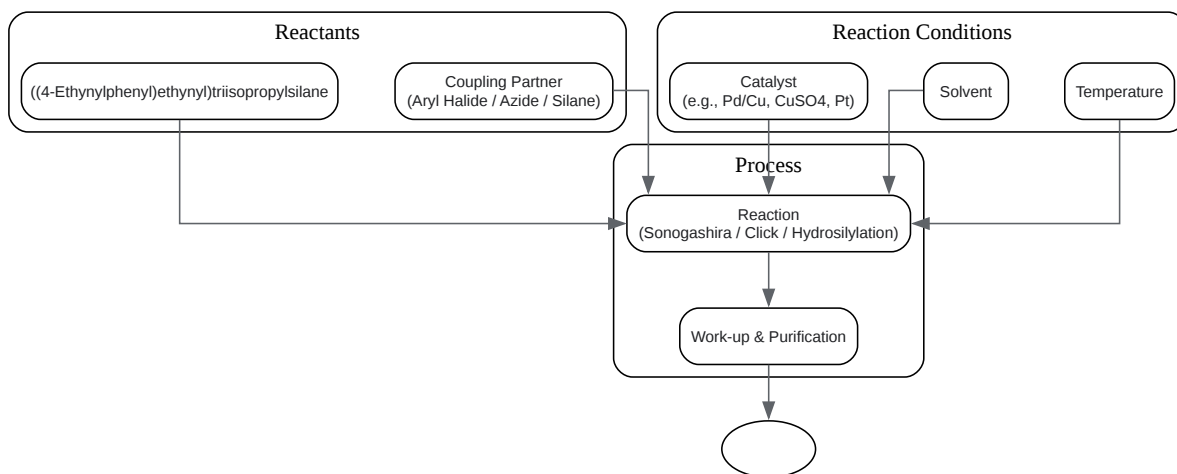 Reactants
Reaction Conditions
((4-Ethynylphenyl)ethynyl)triisopropylsilane
Coupling Partner
(Aryl Halide / Azide / Silane)
Catalyst
(e.g., Pd/Cu, CuSO4, Pt)
Solvent
Temperature
Process
Reaction
(Sonogashira / Click / Hydrosilylation)
Work-up & Purification